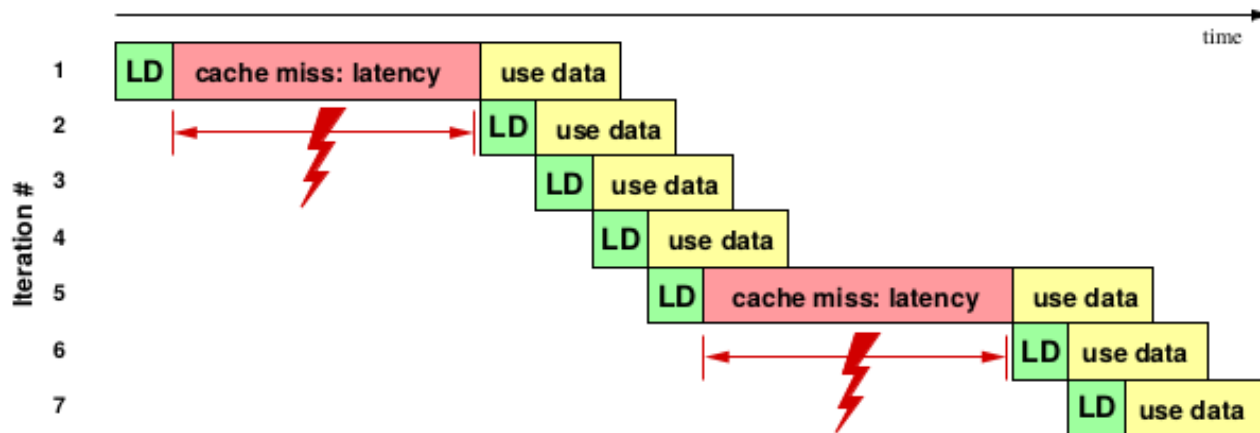 time
1 LD cache miss: latency use data
2 LD use data
3 LD use data
4 LD use data
5 LD cache miss: latency use data
6 LD use data
7 LD use data
Iteration #